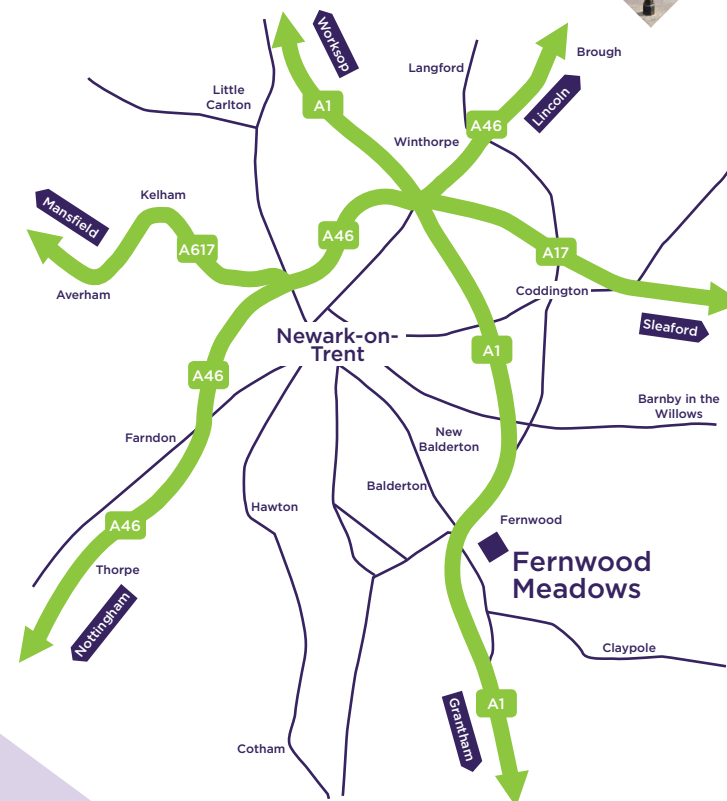 Worksop
Brough
Langford
Little
Carlton
Lincoln
A1
A46
Winthorpe
Kelham
Mansfield
A46
A617
A17
Averham
Coddington
Sleaford
Newark-on-
Trent
A1
A46
Barnby in the
Willows
New
Balderton
Farndon
Balderton
Hawton
Fernwood
A46
Fernwood
Meadows
Thorpe
Nottingham
Claypole
A1
Grantham
Cotham